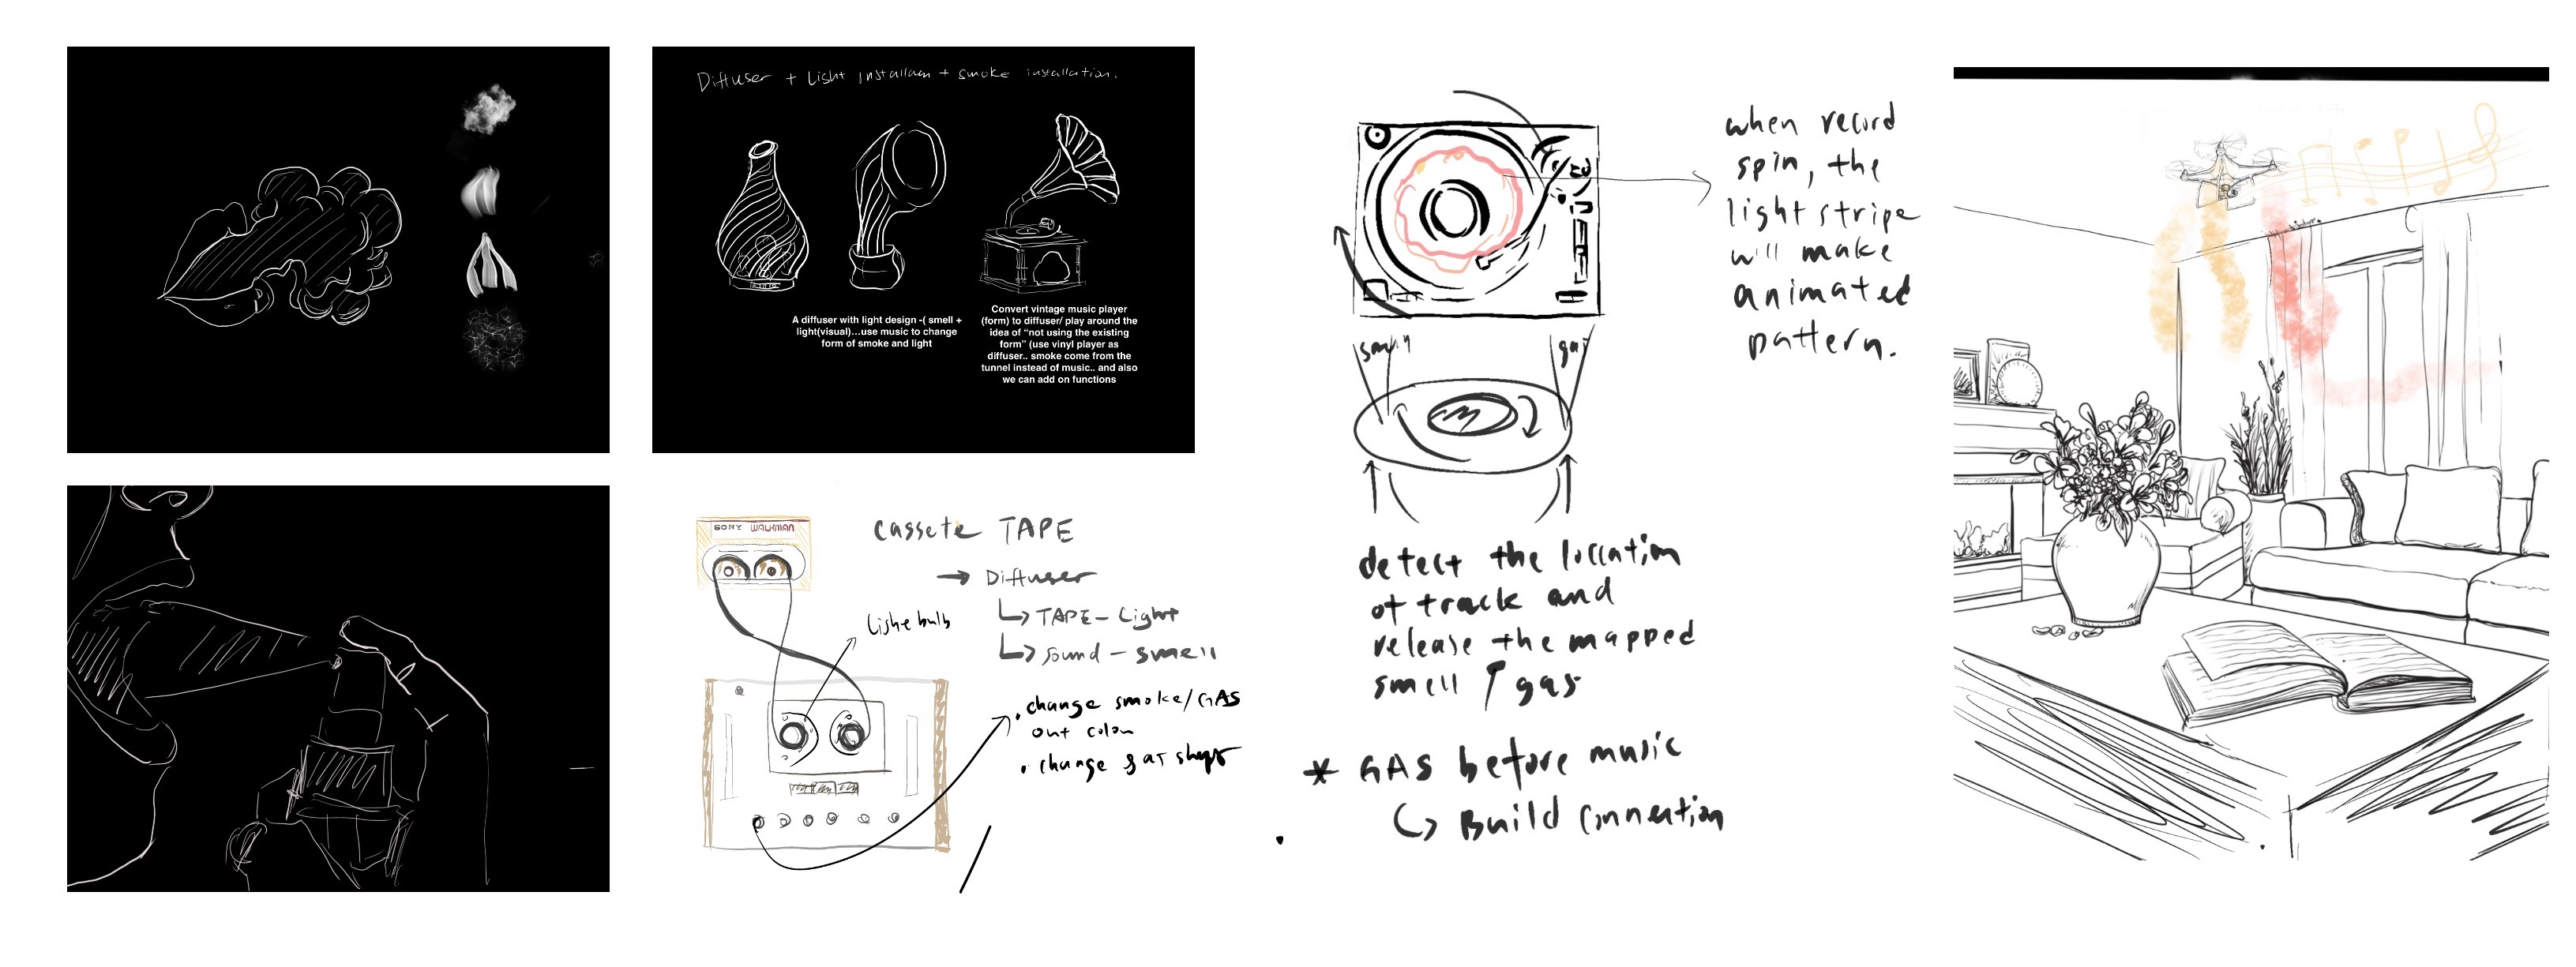 Diffuser + Light Installaen + smoke installation.
A diffuser with light design -( smell +
light(visual)...use music to change
form of smoke and light
Convert vintage music player
(form) to diffuser/ play around the
idea of “not using the existing
form” (use vinyl player as
diffuser.. smoke come from the
tunnel instead of music.. and also
we can add on functions
SONY WALKMAN
cassete TAPE
→ Diffuser
↳ TAPE - Light
↳ sound - smell
lighe bulb
• change smoke/GAS
out color
• change gas shape
when record
spin, the
light stripe
will make
animated
pattern.
smell
gas
detect the loccation
of track and
release the mapped
smell / gas
* GAS before music
↳ Build connection